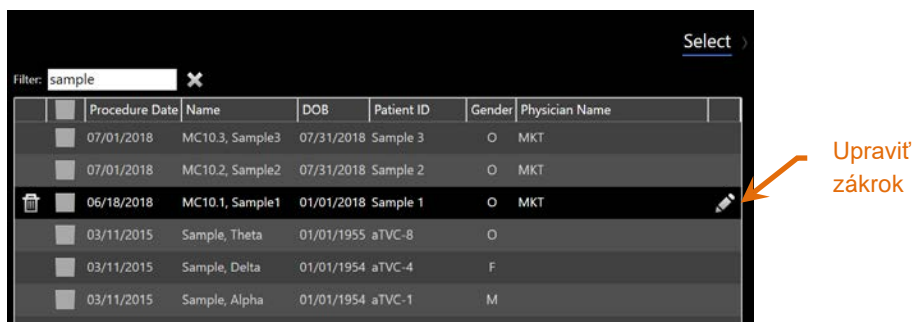 Select
Filter: sample
Procedure Date Name DOB Patient ID Gender Physician Name
07/01/2018 MC10.3, Sample3 07/31/2018 Sample 3 O MKT
07/01/2018 MC10.2, Sample2 07/31/2018 Sample 2 O MKT
06/18/2018 MC10.1, Sample1 01/01/2018 Sample 1 O MKT
03/11/2015 Sample, Theta 01/01/1955 aTVC-8 O
03/11/2015 Sample, Delta 01/01/1954 aTVC-4 F
03/11/2015 Sample, Alpha 01/01/1954 aTVC-1 M
Upraviť
zákrok